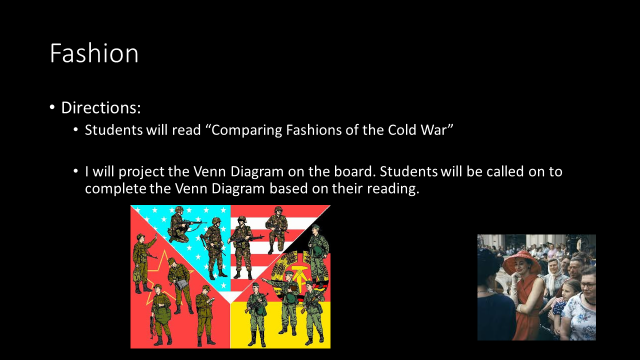 Fashion
• Directions:
• Students will read “Comparing Fashions of the Cold War”
• I will project the Venn Diagram on the board. Students will be called on to
complete the Venn Diagram based on their reading.